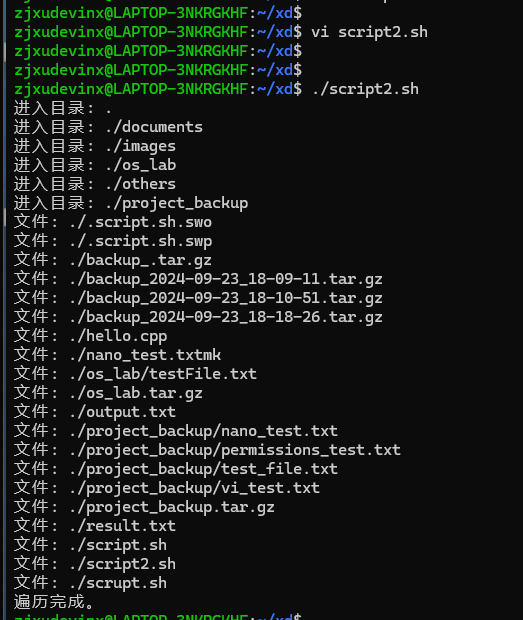 zjxudevinx@LAPTOP-3NKRGKHF:~/xd$
zjxudevinx@LAPTOP-3NKRGKHF:~/xd$ vi script2.sh
zjxudevinx@LAPTOP-3NKRGKHF:~/xd$
zjxudevinx@LAPTOP-3NKRGKHF:~/xd$
zjxudevinx@LAPTOP-3NKRGKHF:~/xd$ ./script2.sh
进入目录: .
进入目录: ./documents
进入目录: ./images
进入目录: ./os_lab
进入目录: ./others
进入目录: ./project_backup
文件: ./.script.sh.swo
文件: ./.script.sh.swp
文件: ./backup_.tar.gz
文件: ./backup_2024-09-23_18-09-11.tar.gz
文件: ./backup_2024-09-23_18-10-51.tar.gz
文件: ./backup_2024-09-23_18-18-26.tar.gz
文件: ./hello.cpp
文件: ./nano_test.txtmk
文件: ./os_lab/testFile.txt
文件: ./os_lab.tar.gz
文件: ./output.txt
文件: ./project_backup/nano_test.txt
文件: ./project_backup/permissions_test.txt
文件: ./project_backup/test_file.txt
文件: ./project_backup/vi_test.txt
文件: ./project_backup.tar.gz
文件: ./result.txt
文件: ./script.sh
文件: ./script2.sh
文件: ./scrupt.sh
遍历完成。
zjxudevinx@LAPTOP-3NKRGKHF:~/xd$